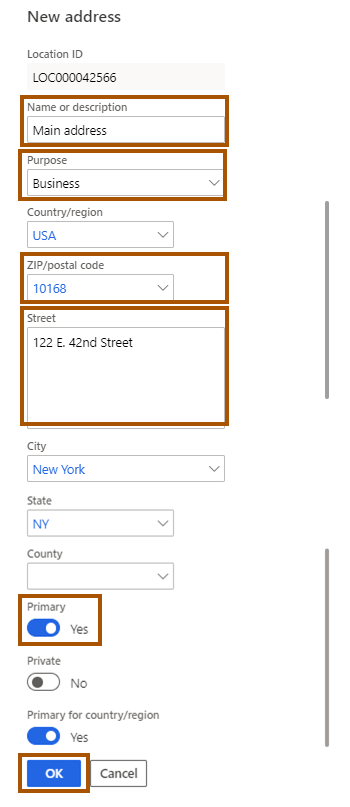 New address
Location ID
LOC000042566
Name or description
Main address
Purpose
Business
Country/region
USA
ZIP/postal code
10168
Street
122 E. 42nd Street
City
New York
State
NY
County
Primary
Yes
Private
No
Primary for country/region
Yes
OK Cancel